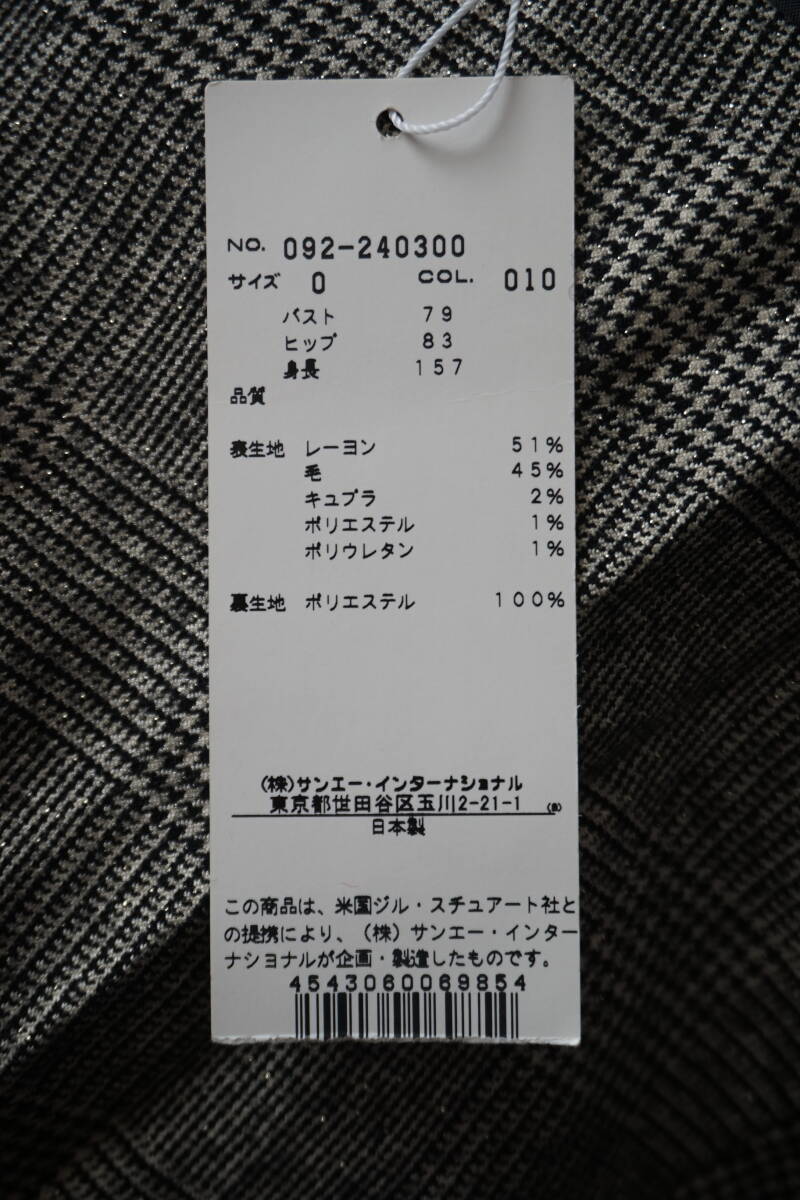 NO. 092-240300
サイズ 0 COL. 010
バスト 79
ヒップ 83
身長 157
品質
表生地 レーヨン 51%
毛 45%
キュプラ 2%
ポリエステル 1%
ポリウレタン 1%
裏生地 ポリエステル 100%
(株)サンエー・インターナショナル
東京都世田谷区玉川2-21-1
日本製
この商品は、米国ジル・スチュアート社と
の提携により、(株)サンエー・インター
ナショナルが企画・製造したものです。
4543060069854